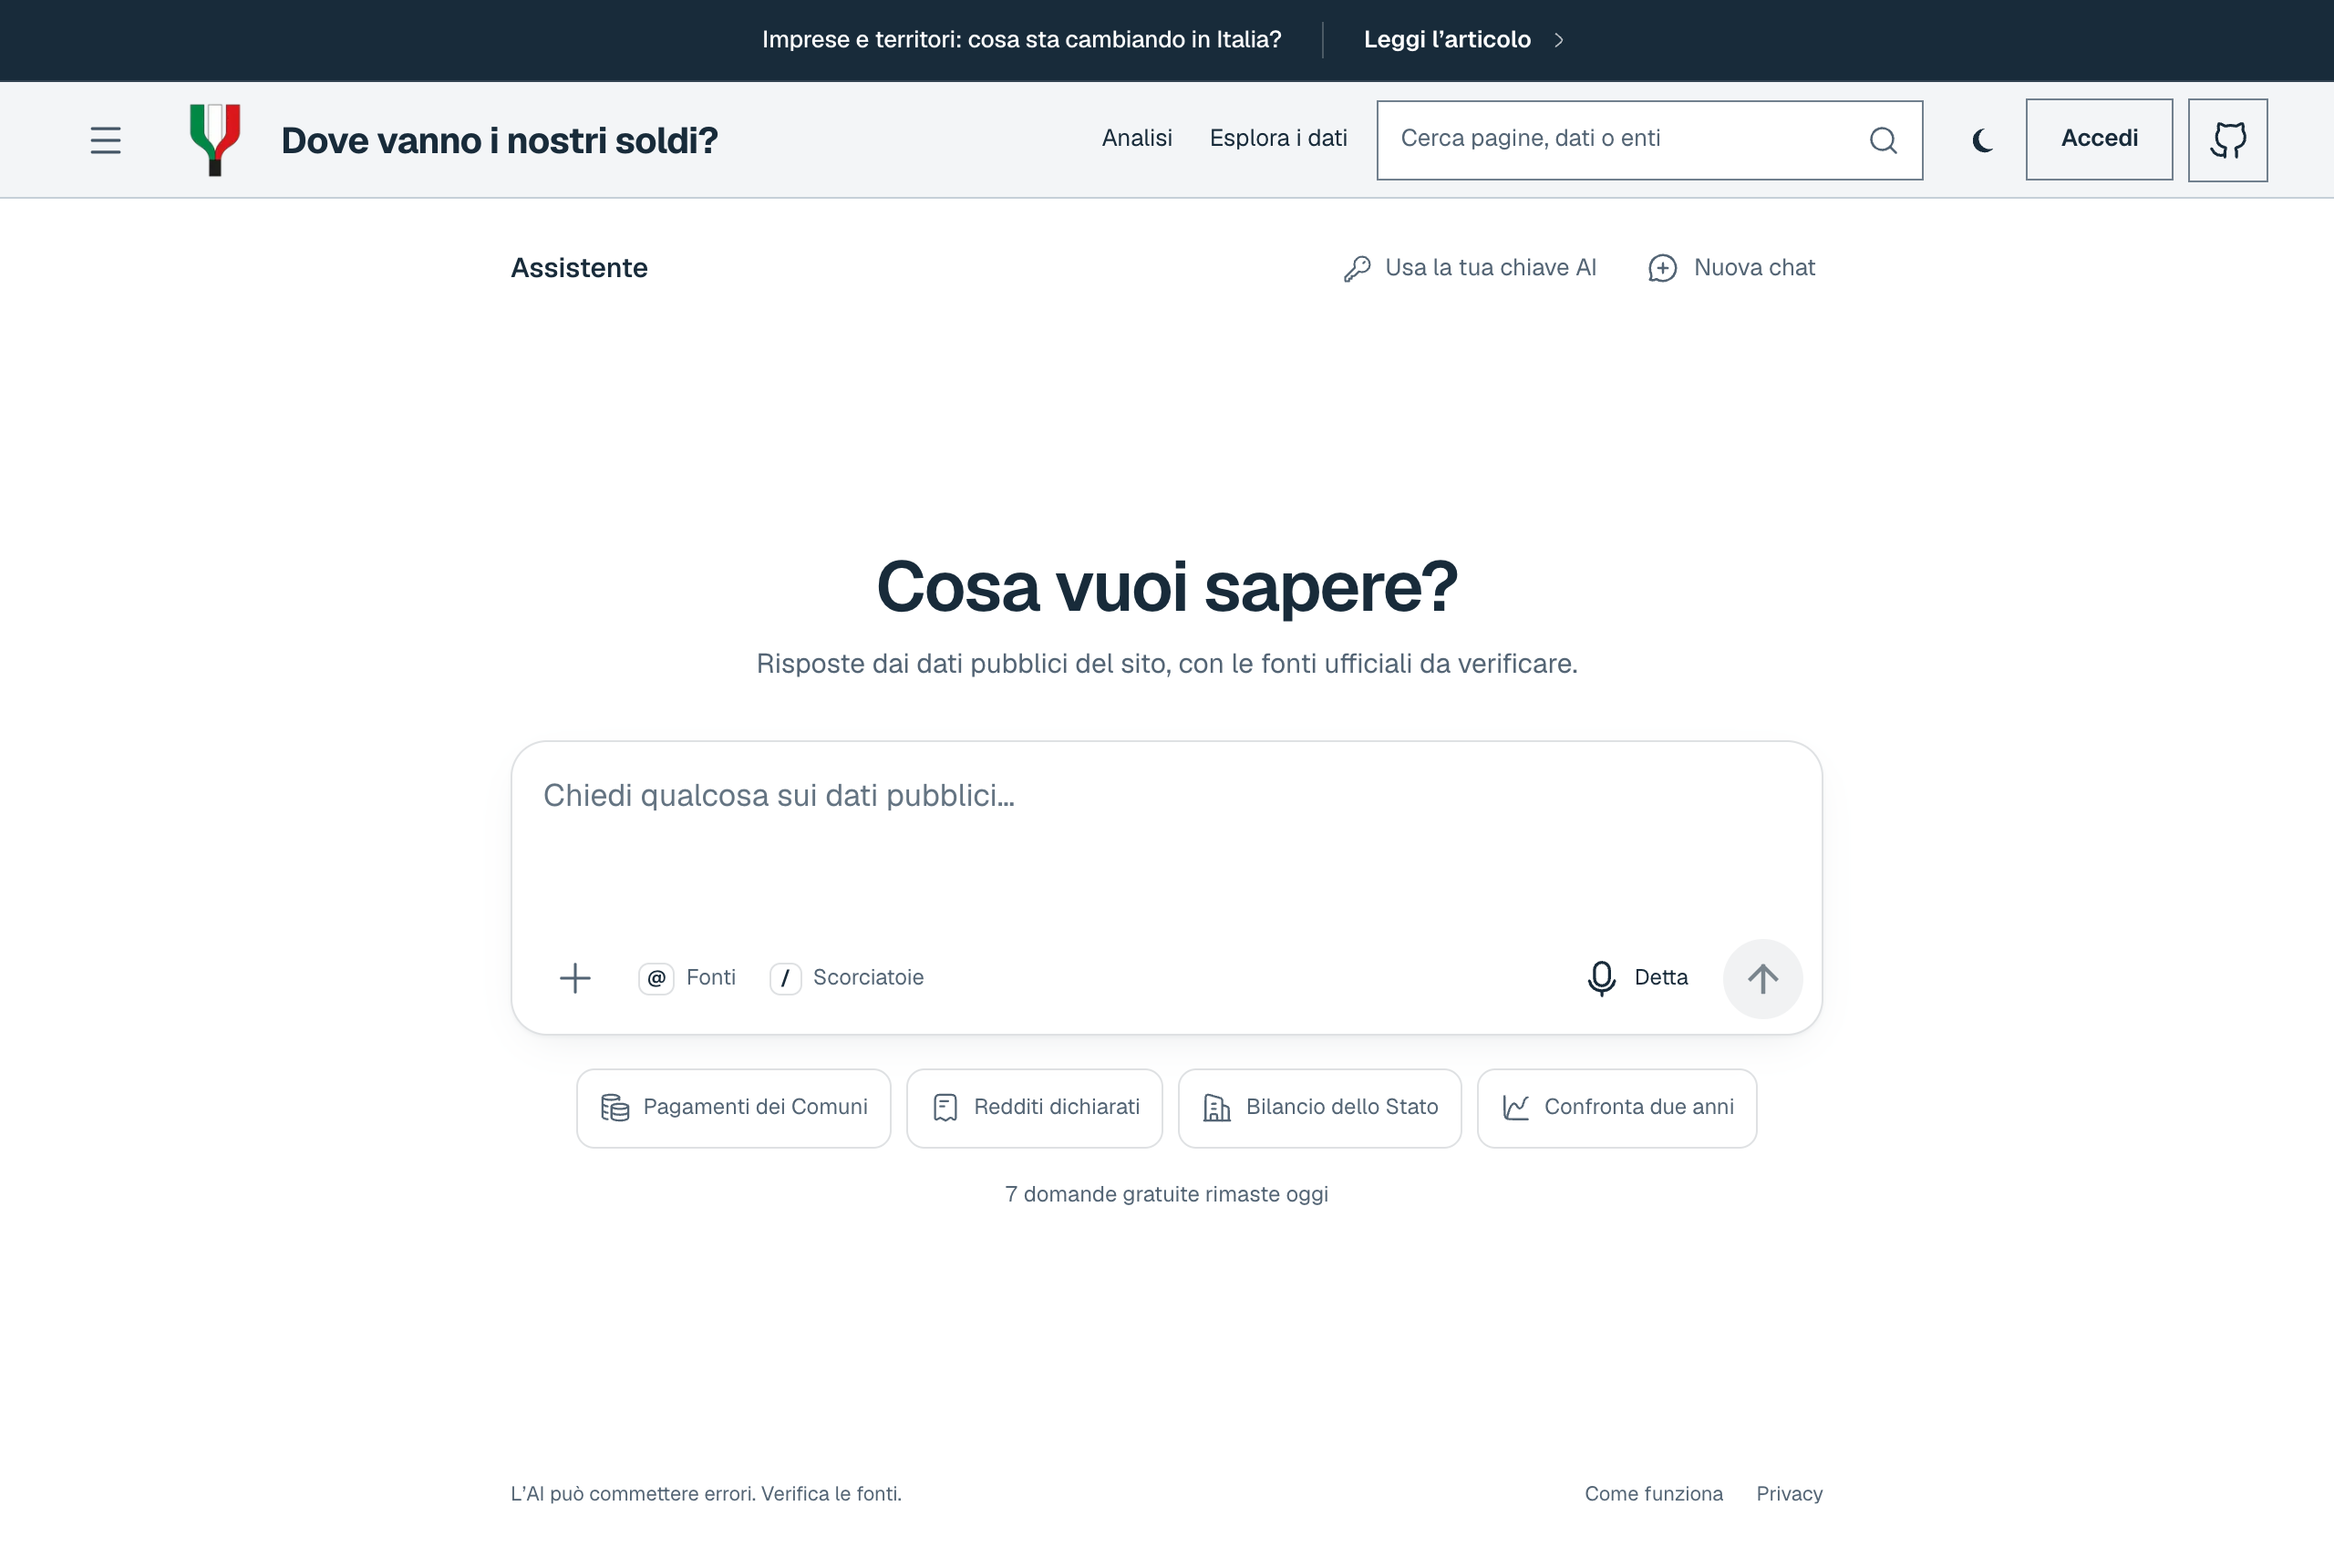 Imprese e territori: cosa sta cambiando in Italia? Leggi l’articolo
Dove vanno i nostri soldi? Analisi Esplora i dati Cerca pagine, dati o enti Accedi
Assistente Usa la tua chiave AI Nuova chat
Cosa vuoi sapere?
Risposte dai dati pubblici del sito, con le fonti ufficiali da verificare.
Chiedi qualcosa sui dati pubblici...
@ Fonti / Scorciatoie Detta
Pagamenti dei Comuni Redditi dichiarati Bilancio dello Stato Confronta due anni
7 domande gratuite rimaste oggi
L’AI può commettere errori. Verifica le fonti. Come funziona Privacy